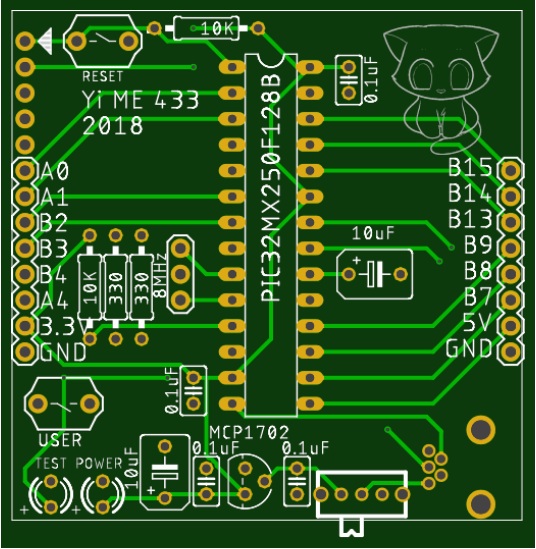 10K
RESET
0.1uF
Yi ME 433
2018
PIC32MX250F128B
A0
A1
B2
B3
B4
A4
3.3V
GND
B15
B14
B13
B9
B8
B7
5V
GND
10uF
10K
330
330
8MHz
0.1uF
USER
TEST POWER
10uF
0.1uF
MCP1702
0.1uF
+
+
+
+